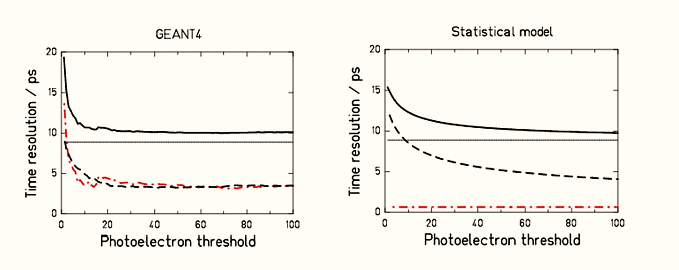 GEANT4
20
15
10
5
0
Time resolution / ps
0 20 40 60 80 100
Photoelectron threshold
Statistical model
20
15
10
5
0
Time resolution / ps
0 20 40 60 80 100
Photoelectron threshold